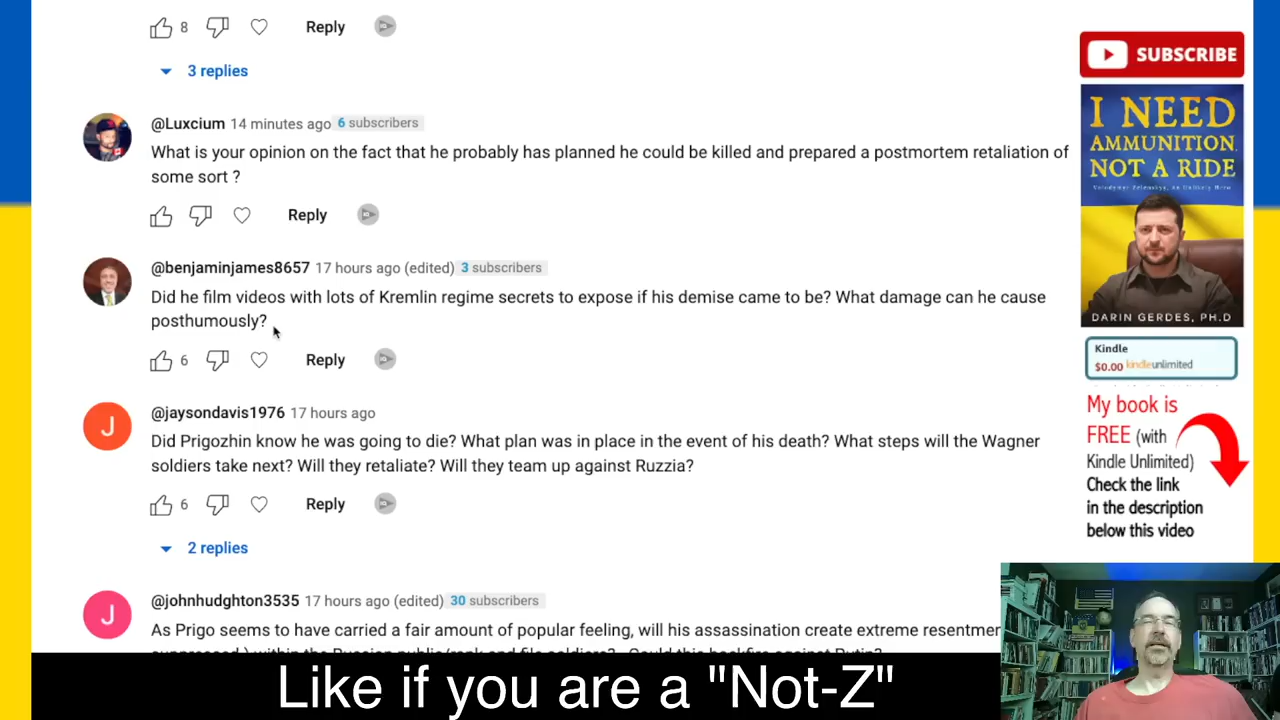 8 Reply
3 replies
@Luxcium 14 minutes ago 6 subscribers
What is your opinion on the fact that he probably has planned he could be killed and prepared a postmortem retaliation of
some sort ?
Reply
@benjaminjames8657 17 hours ago (edited) 3 subscribers
Did he film videos with lots of Kremlin regime secrets to expose if his demise came to be? What damage can he cause
posthumously?
6 Reply
@jaysondavis1976 17 hours ago
Did Prigozhin know he was going to die? What plan was in place in the event of his death? What steps will the Wagner
soldiers take next? Will they retaliate? Will they team up against Ruzzia?
6 Reply
2 replies
@johnhudghton3535 17 hours ago (edited) 30 subscribers
As Prigo seems to have carried a fair amount of popular feeling, will his assassination create extreme
SUBSCRIBE
I NEED
AMMUNITION,
NOT A RIDE
Volodymyr Zelenskyy, An Unlikely Hero
DARIN GERDES, PH.D
Kindle
$0.00 kindleunlimited
My book is
FREE (with
Kindle Unlimited)
Check the link
in the description
below this video
Like if you are a "Not-Z"